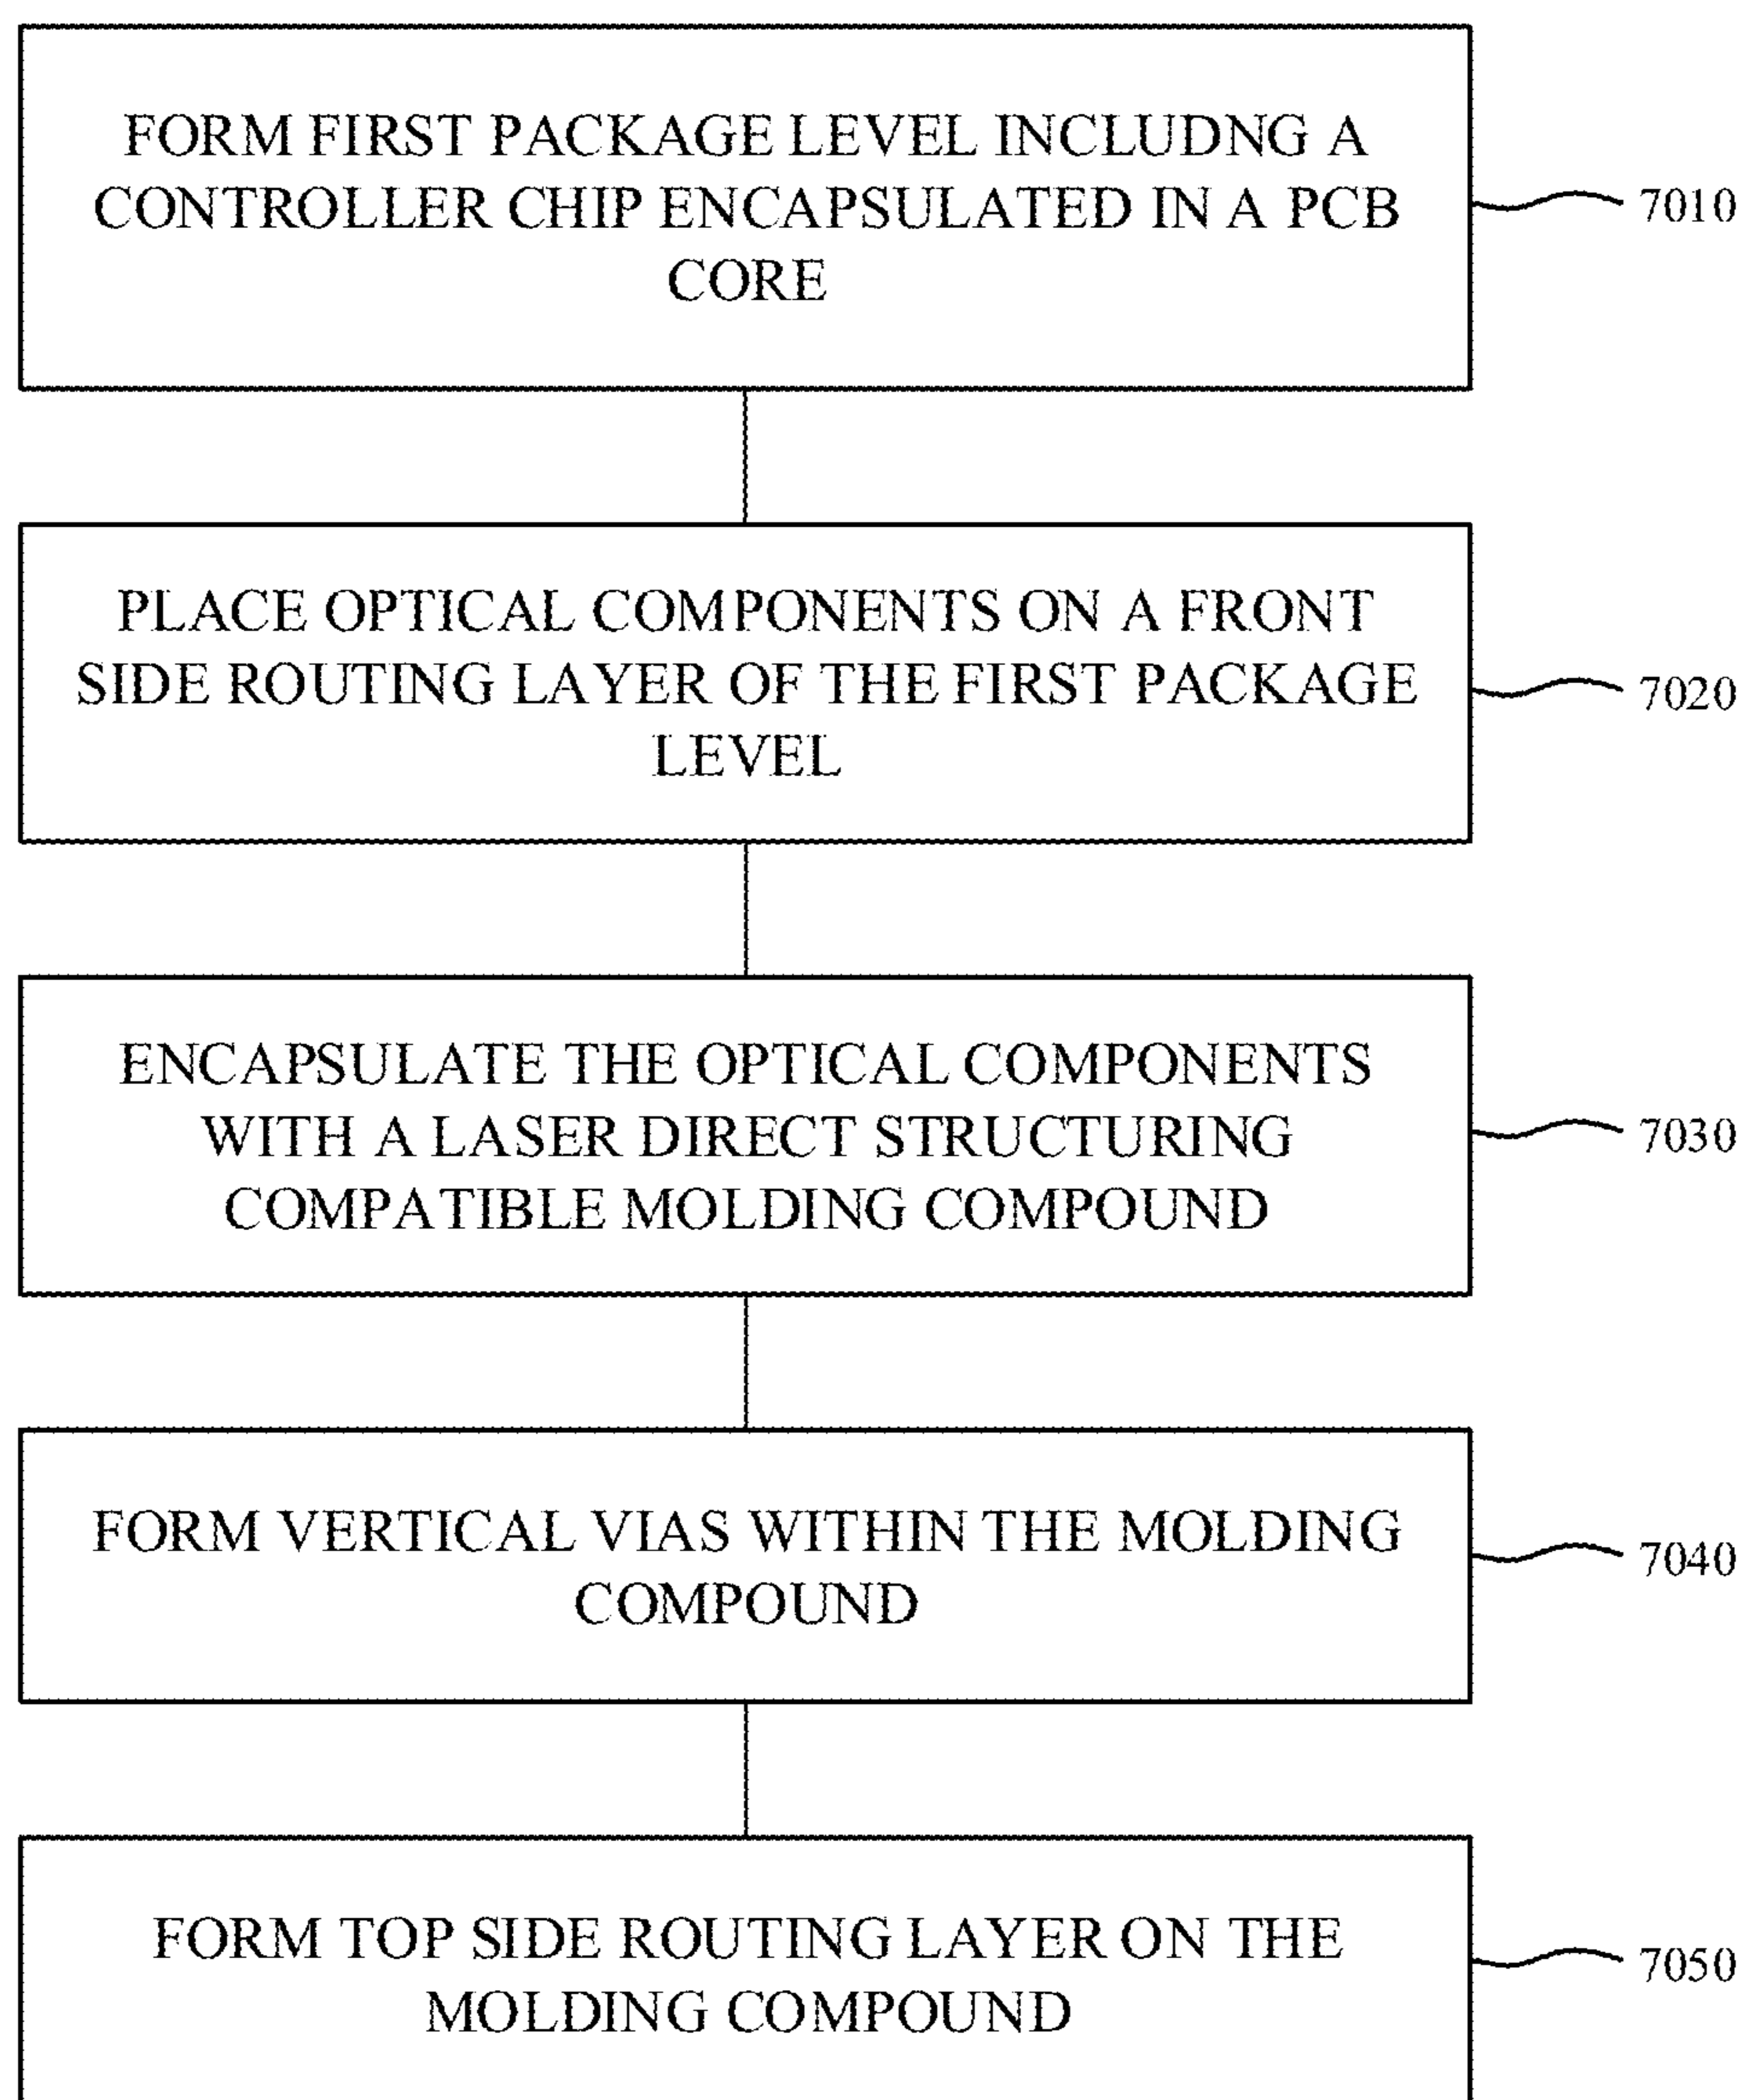 FORM FIRST PACKAGE LEVEL INCLUDNG A
CONTROLLER CHIP ENCAPSULATED IN A PCB
CORE
7010
PLACE OPTICAL COMPONENTS ON A FRONT
SIDE ROUTING LAYER OF THE FIRST PACKAGE
LEVEL
7020
ENCAPSULATE THE OPTICAL COMPONENTS
WITH A LASER DIRECT STRUCTURING
COMPATIBLE MOLDING COMPOUND
7030
FORM VERTICAL VIAS WITHIN THE MOLDING
COMPOUND
7040
FORM TOP SIDE ROUTING LAYER ON THE
MOLDING COMPOUND
7050